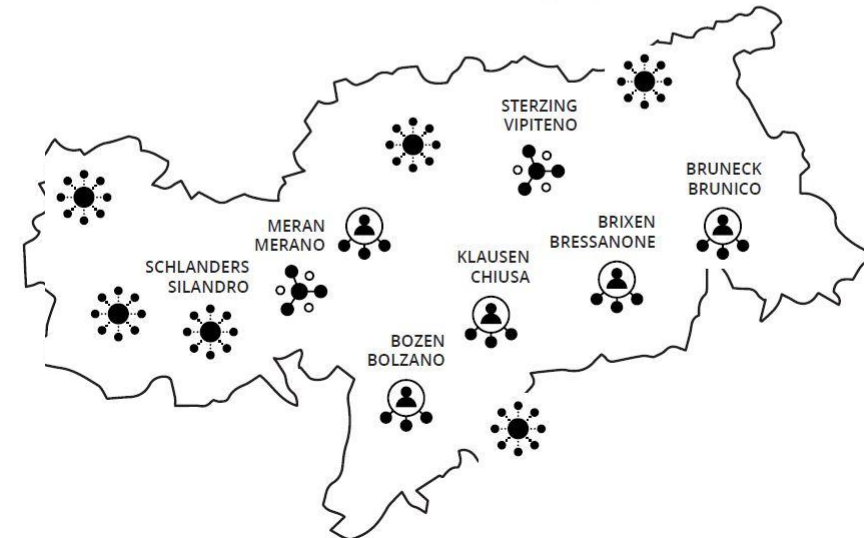 STERZING
VIPITENO
BRUNECK
BRUNICO
MERAN
MERANO
BRIXEN
BRESSANONE
KLAUSEN
CHIUSA
SCHLANDERS
SILANDRO
BOZEN
BOLZANO